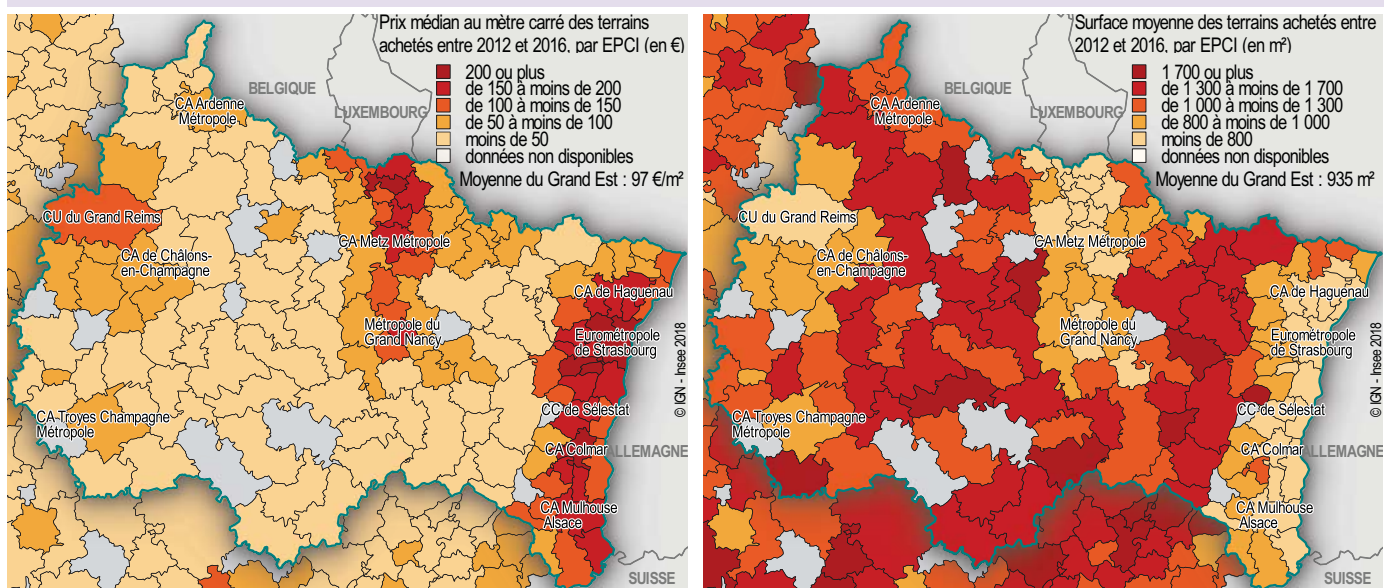 Prix médian au mètre carré des terrains
achetés entre 2012 et 2016, par EPCI (en €)
200 ou plus
de 150 à moins de 200
de 100 à moins de 150
de 50 à moins de 100
moins de 50
données non disponibles
Moyenne du Grand Est : 97 €/m²
BELGIQUE
LUXEMBOURG
CA Ardenne
Métropole
CU du Grand Reims
CA de Châlons-
en-Champagne
CA Metz Métropole
CA de Haguenau
Métropole du
Grand Nancy
Eurométropole
de Strasbourg
CA Troyes Champagne
Métropole
CC de Sélestat
CA Colmar
ALLEMAGNE
CA Mulhouse
Alsace
SUISSE
© IGN - Insee 2018
Surface moyenne des terrains achetés entre
2012 et 2016, par EPCI (en m²)
1 700 ou plus
de 1 300 à moins de 1 700
de 1 000 à moins de 1 300
de 800 à moins de 1 000
moins de 800
données non disponibles
Moyenne du Grand Est : 935 m²
BELGIQUE
LUXEMBOURG
CA Ardenne
Métropole
CU du Grand Reims
CA de Châlons-
en-Champagne
CA Metz Métropole
CA de Haguenau
Métropole du
Grand Nancy
Eurométropole
de Strasbourg
CA Troyes Champagne
Métropole
CC de Sélestat
CA Colmar
ALLEMAGNE
CA Mulhouse
Alsace
SUISSE
© IGN - Insee 2018